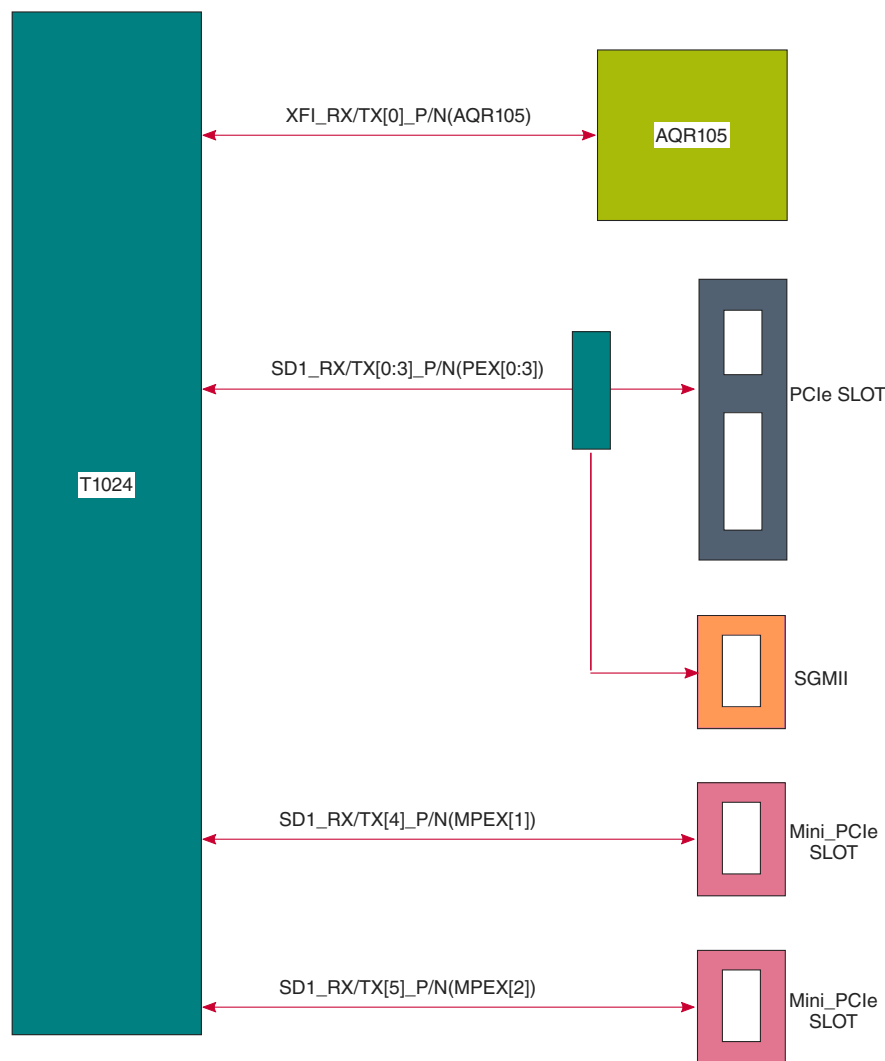 XFI_RX/TX[0]_P/N(AQR105)
AQR105
SD1_RX/TX[0:3]_P/N(PEX[0:3])
PCIe SLOT
T1024
SGMII
SD1_RX/TX[4]_P/N(MPEX[1])
Mini_PCIe
SLOT
SD1_RX/TX[5]_P/N(MPEX[2])
Mini_PCIe
SLOT